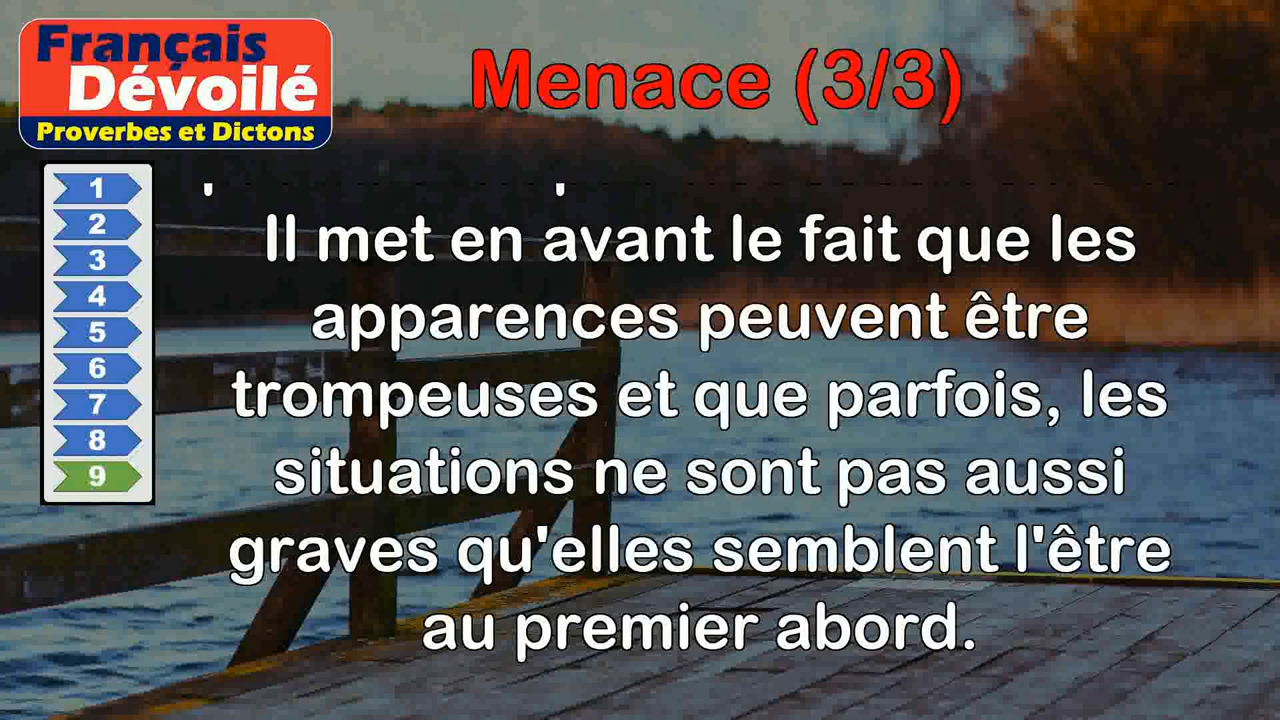 Français
Dévoilé
Proverbes et Dictons
Menace (3/3)
1
2
3
4
5
6
7
8
9
Il met en avant le fait que les
apparences peuvent être
trompeuses et que parfois, les
situations ne sont pas aussi
graves qu'elles semblent l'être
au premier abord.